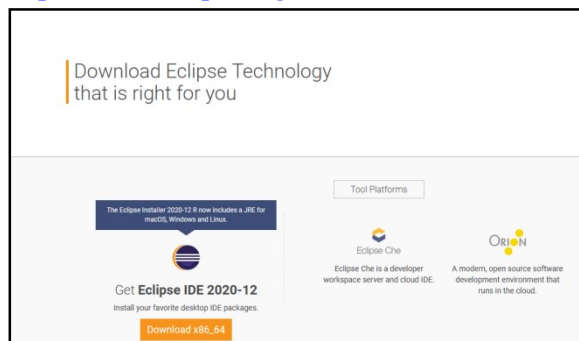 Download Eclipse Technology
that is right for you
Tool Platforms
The Eclipse Installer 2020-12 R now includes a JRE for
macOS, Windows and Linux.
Get Eclipse IDE 2020-12
Install your favorite desktop IDE packages.
Download x86_64
Eclipse Che
Eclipse Che is a developer
workspace server and cloud IDE.
ORION
A modern, open source software
development environment that
runs in the cloud.